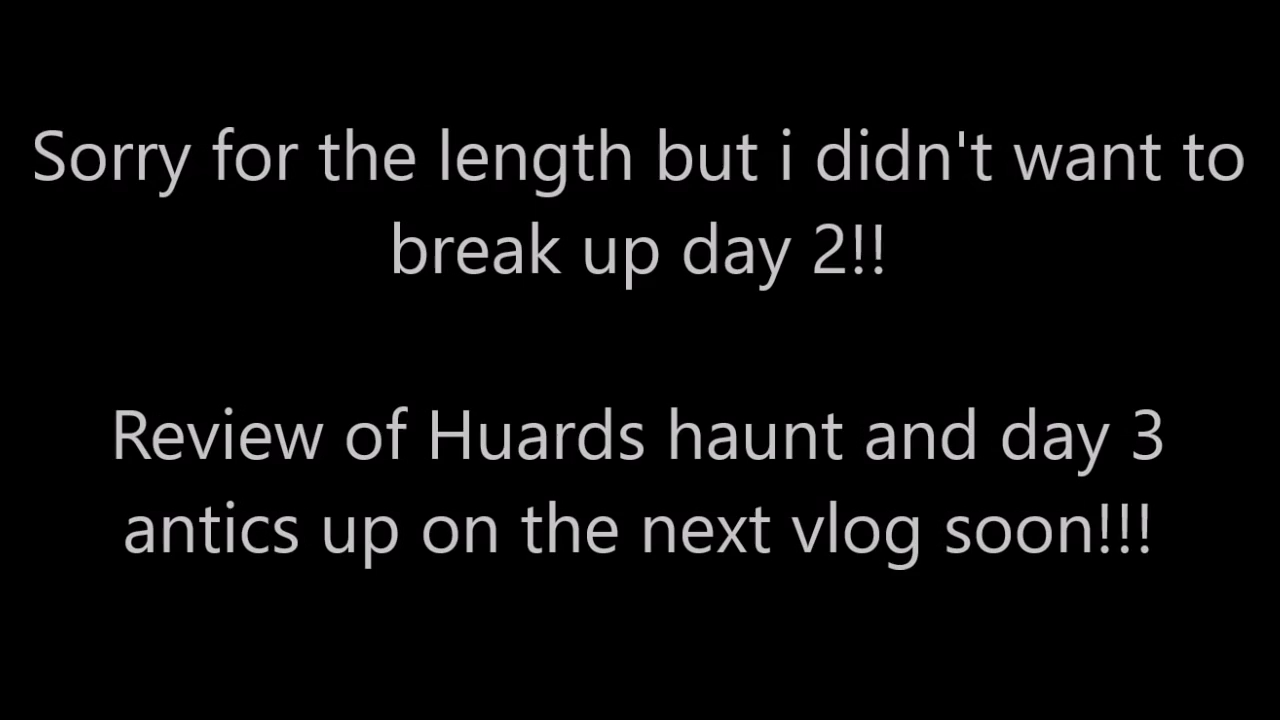 Sorry for the length but i didn't want to
break up day 2!!
Review of Huards haunt and day 3
antics up on the next vlog soon!!!